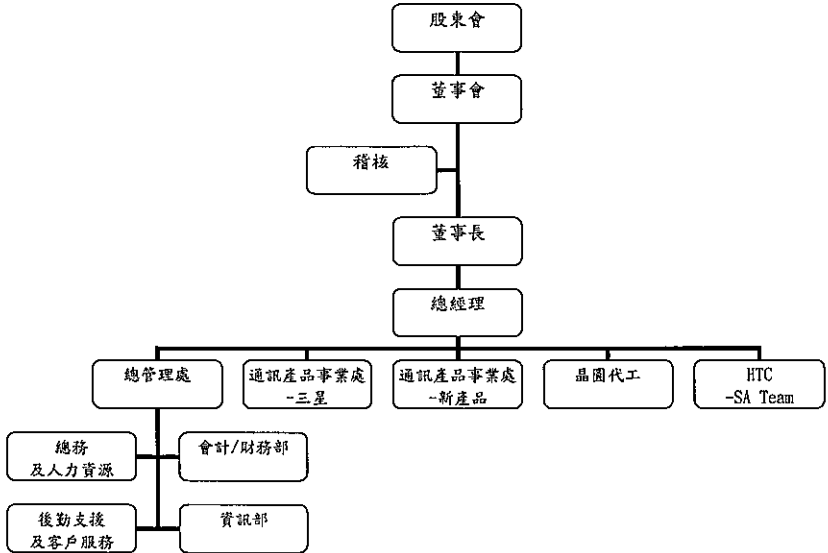 股東會
董事會
稽核
董事長
總經理
總管理處
通訊產品事業處
-三星
通訊產品事業處
-新產品
晶圓代工
HTC
-SA Team
總務
及人力資源
會計/財務部
後勤支援
及客戶服務
資訊部